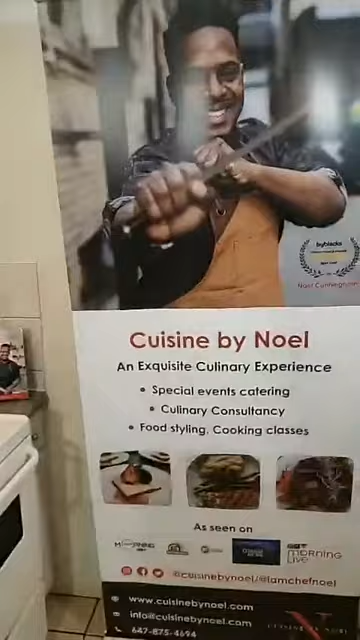 byblacks
Noel Cunningham
Cuisine by Noel
An Exquisite Culinary Experience
• Special events catering
• Culinary Consultancy
• Food styling, Cooking classes
As seen on
MORNING
MORNING LIVE
@cuisinebynoel/@Iamchefnoel
www.cuisinebynoel.com
info@cuisinebynoel.com
647-875-4694